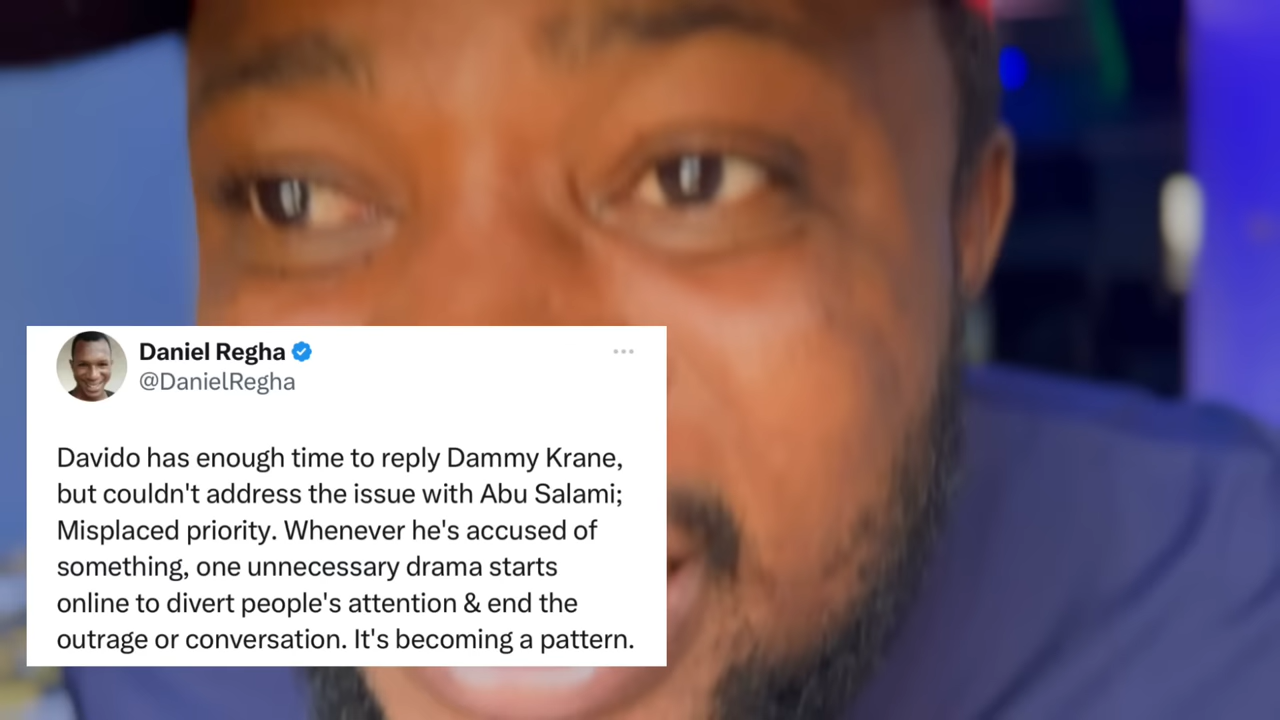 Daniel Regha
@DanielRegha
Davido has enough time to reply Dammy Krane,
but couldn't address the issue with Abu Salami;
Misplaced priority. Whenever he's accused of
something, one unnecessary drama starts
online to divert people's attention & end the
outrage or conversation. It's becoming a pattern.